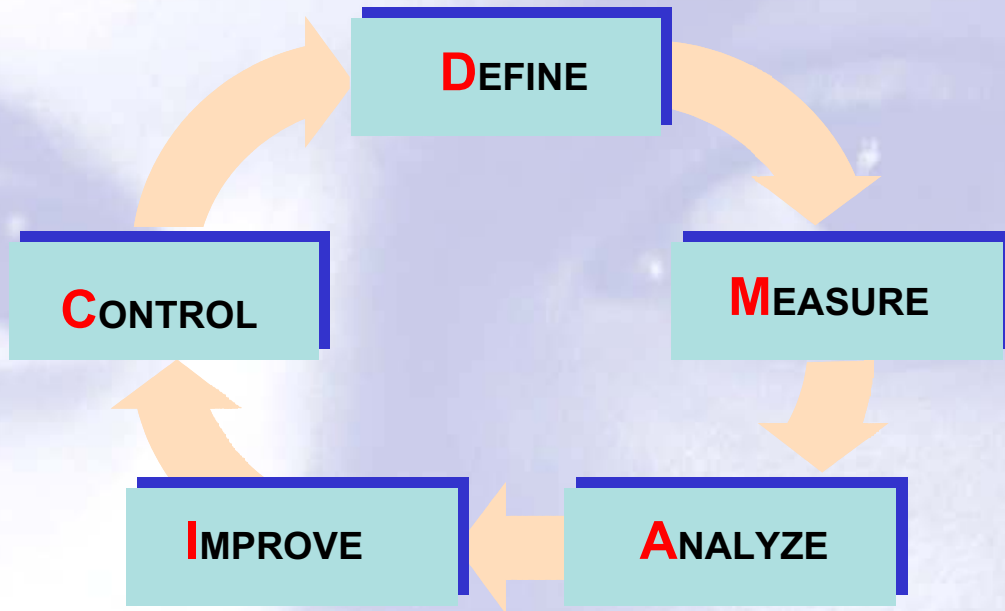 DEFINE
MEASURE
ANALYZE
IMPROVE
CONTROL